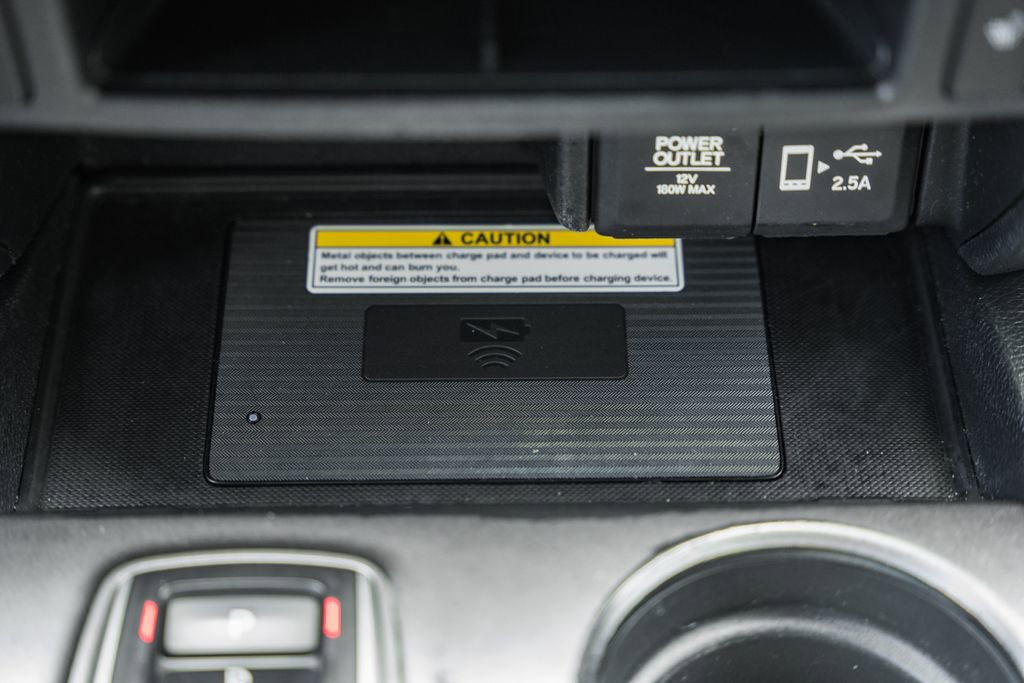 POWER
OUTLET
12V
180W MAX
2.5A
CAUTION
Metal objects between charge pad and device to be charged will
get hot and can burn you.
Remove foreign objects from charge pad before charging device.
P